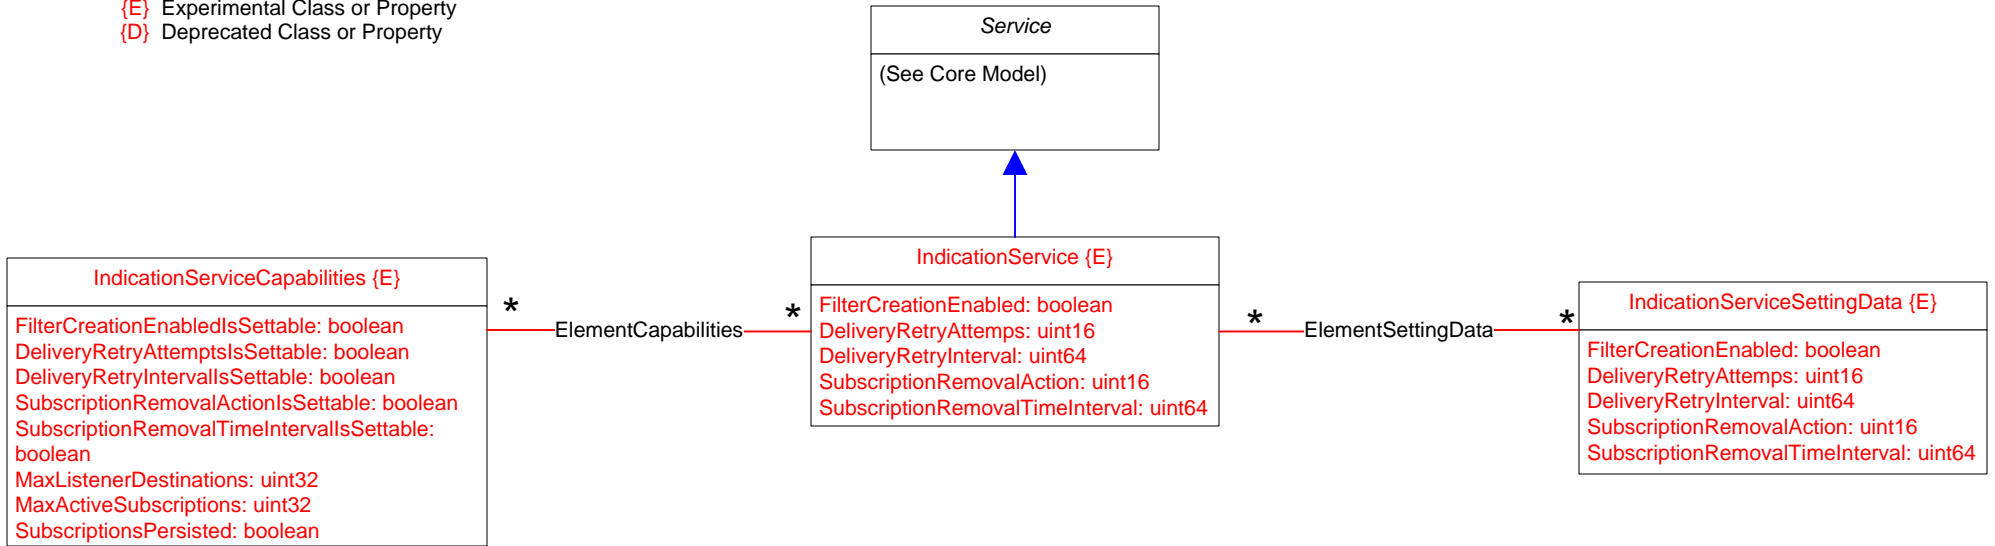 {E} Experimental Class or Property
{D} Deprecated Class or Property
Service
(See Core Model)
IndicationServiceCapabilities {E}
FilterCreationEnabledIsSettable: boolean
DeliveryRetryAttemptsIsSettable: boolean
DeliveryRetryIntervalIsSettable: boolean
SubscriptionRemovalActionIsSettable: boolean
SubscriptionRemovalTimeIntervalIsSettable:
boolean
MaxListenerDestinations: uint32
MaxActiveSubscriptions: uint32
SubscriptionsPersisted: boolean
* ElementCapabilities *
IndicationService {E}
FilterCreationEnabled: boolean
DeliveryRetryAttemps: uint16
DeliveryRetryInterval: uint64
SubscriptionRemovalAction: uint16
SubscriptionRemovalTimeInterval: uint64
* ElementSettingData *
IndicationServiceSettingData {E}
FilterCreationEnabled: boolean
DeliveryRetryAttemps: uint16
DeliveryRetryInterval: uint64
SubscriptionRemovalAction: uint16
SubscriptionRemovalTimeInterval: uint64